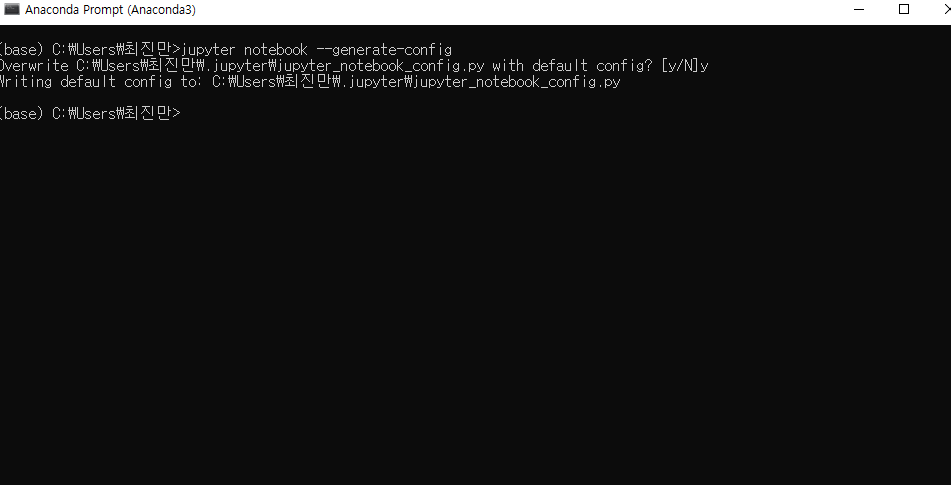 Anaconda Prompt (Anaconda3)
(base) C:\Users\최진만>jupyter notebook --generate-config
Overwrite C:\Users\최진만\.jupyter\jupyter_notebook_config.py with default config? [y/N]y
Writing default config to: C:\Users\최진만\.jupyter\jupyter_notebook_config.py
(base) C:\Users\최진만>